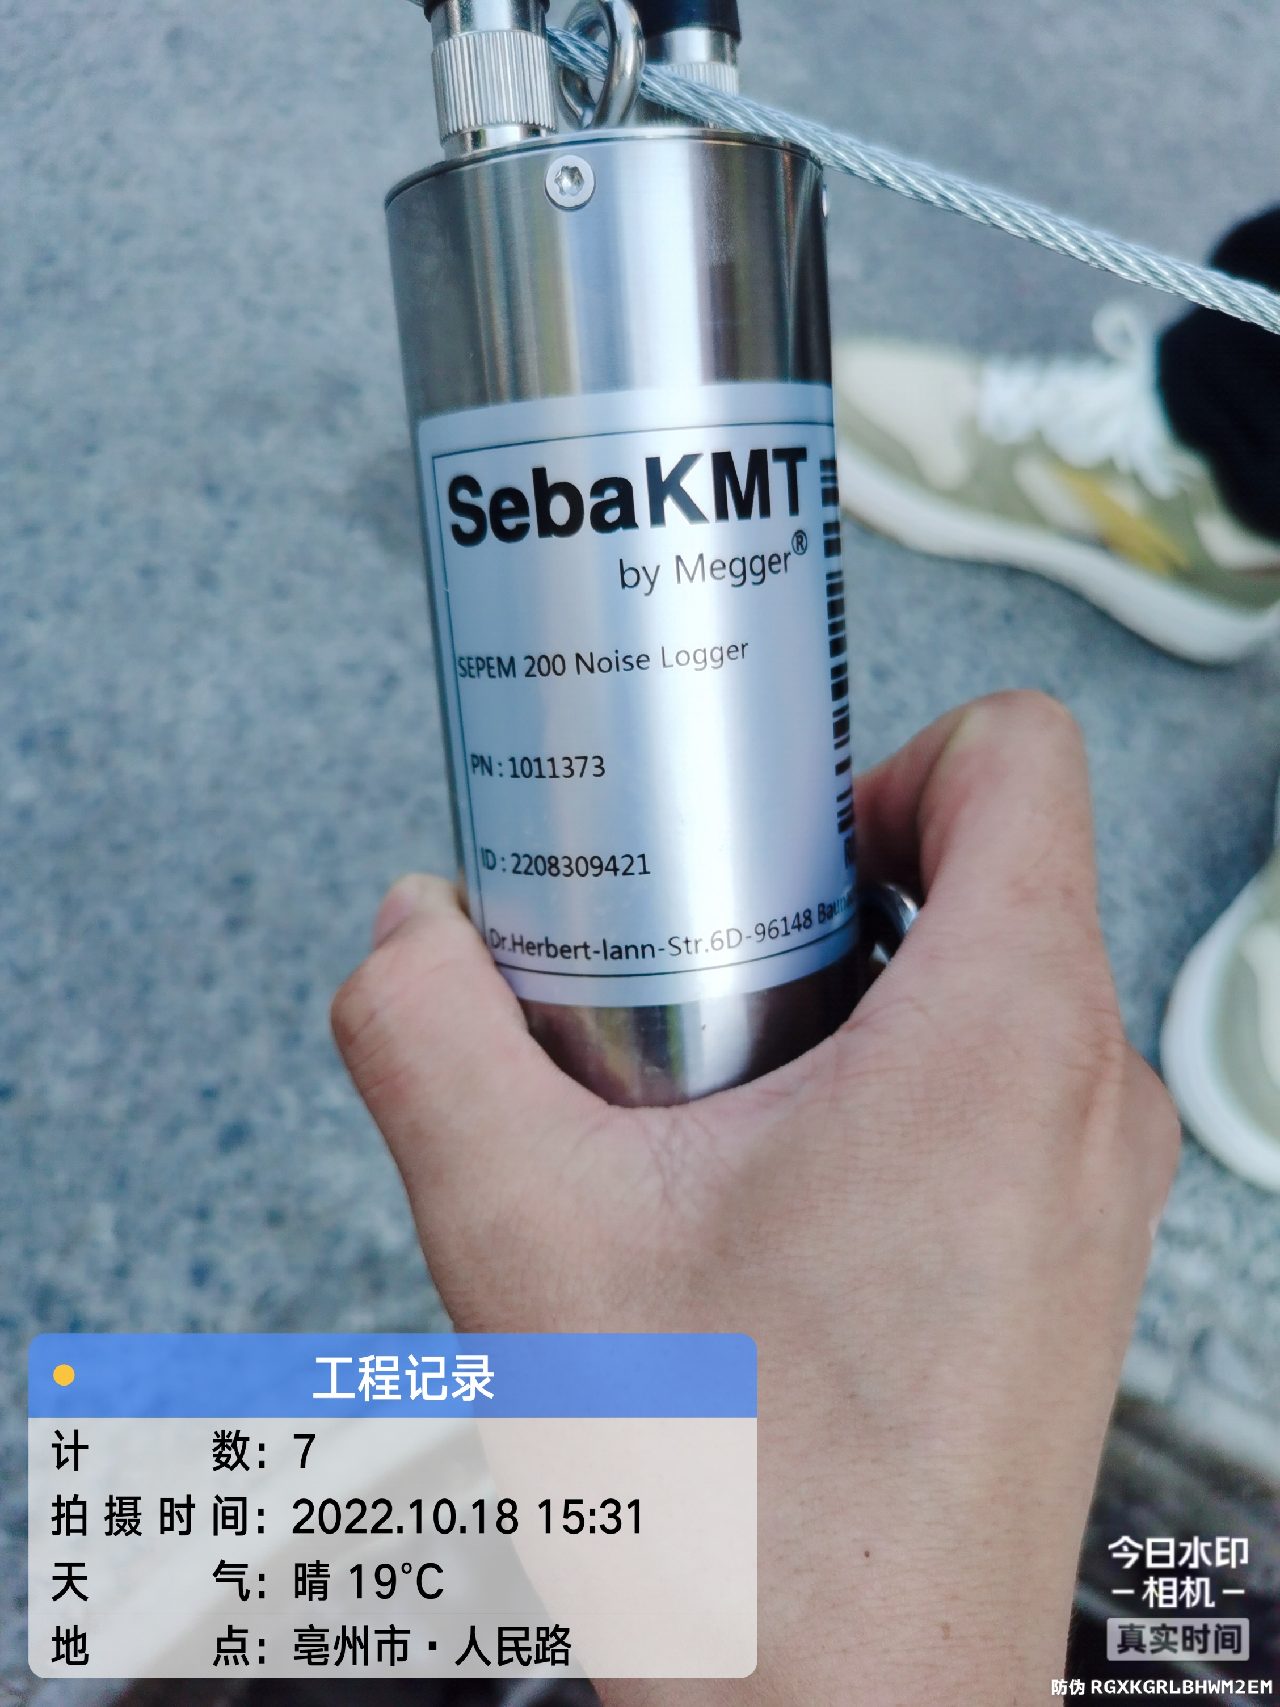 SebaKMT
by Megger®
SEPEM 200 Noise Logger
PN : 1011373
ID : 2208309421
Dr.Herbert-Iann-Str.6D-96148
工程记录
计数: 7
拍摄时间: 2022.10.18 15:31
天气: 晴 19°C
地点: 亳州市·人民路
今日水印
相机
真实时间
防伪 RGXKGRLBHWM2EM